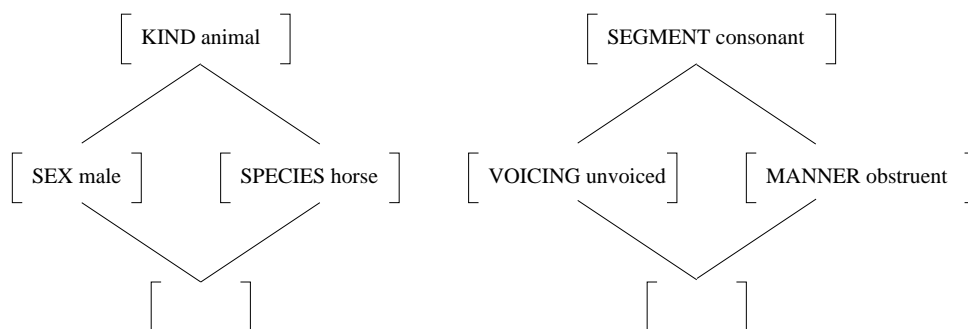 KIND animal
SEGMENT consonant
SEX male
SPECIES horse
VOICING unvoiced
MANNER obstruent